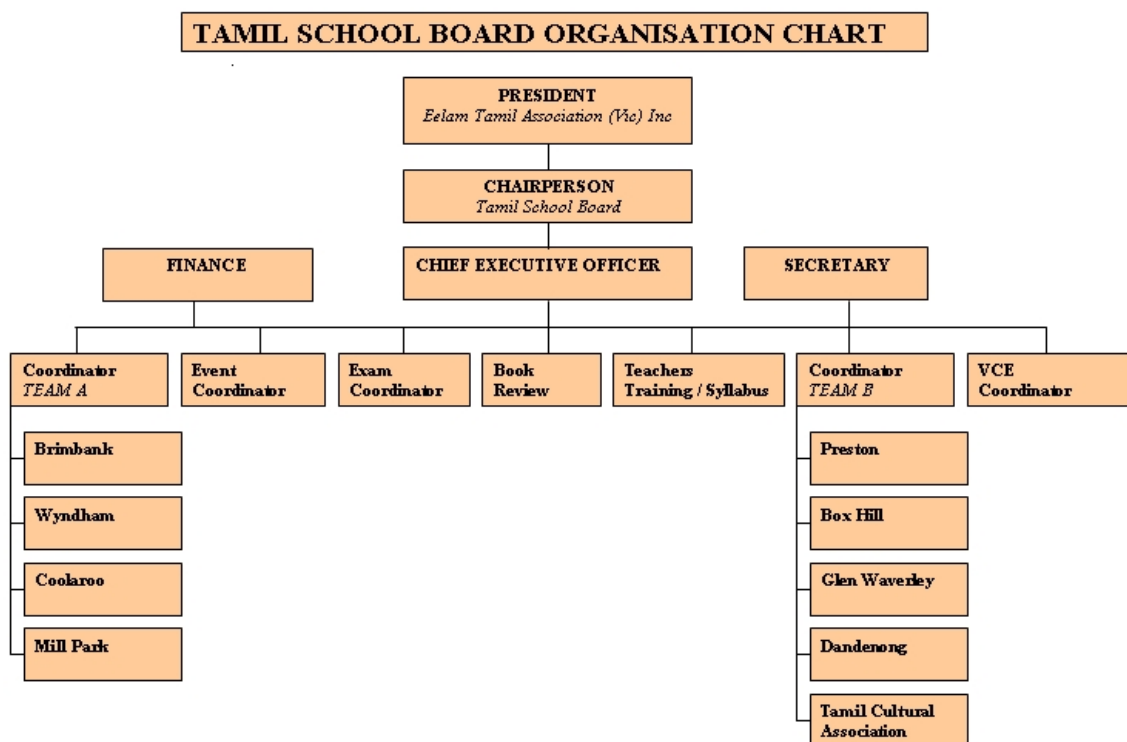 TAMIL SCHOOL BOARD ORGANISATION CHART
PRESIDENT
Eelam Tamil Association (Vic) Inc
CHAIRPERSON
Tamil School Board
FINANCE
CHIEF EXECUTIVE OFFICER
SECRETARY
Coordinator
TEAM A
Event
Coordinator
Exam
Coordinator
Book
Review
Teachers
Training / Syllabus
Coordinator
TEAM B
VCE
Coordinator
Brimbank
Wyndham
Coolaroo
Mill Park
Preston
Box Hill
Glen Waverley
Dandenong
Tamil Cultural
Association